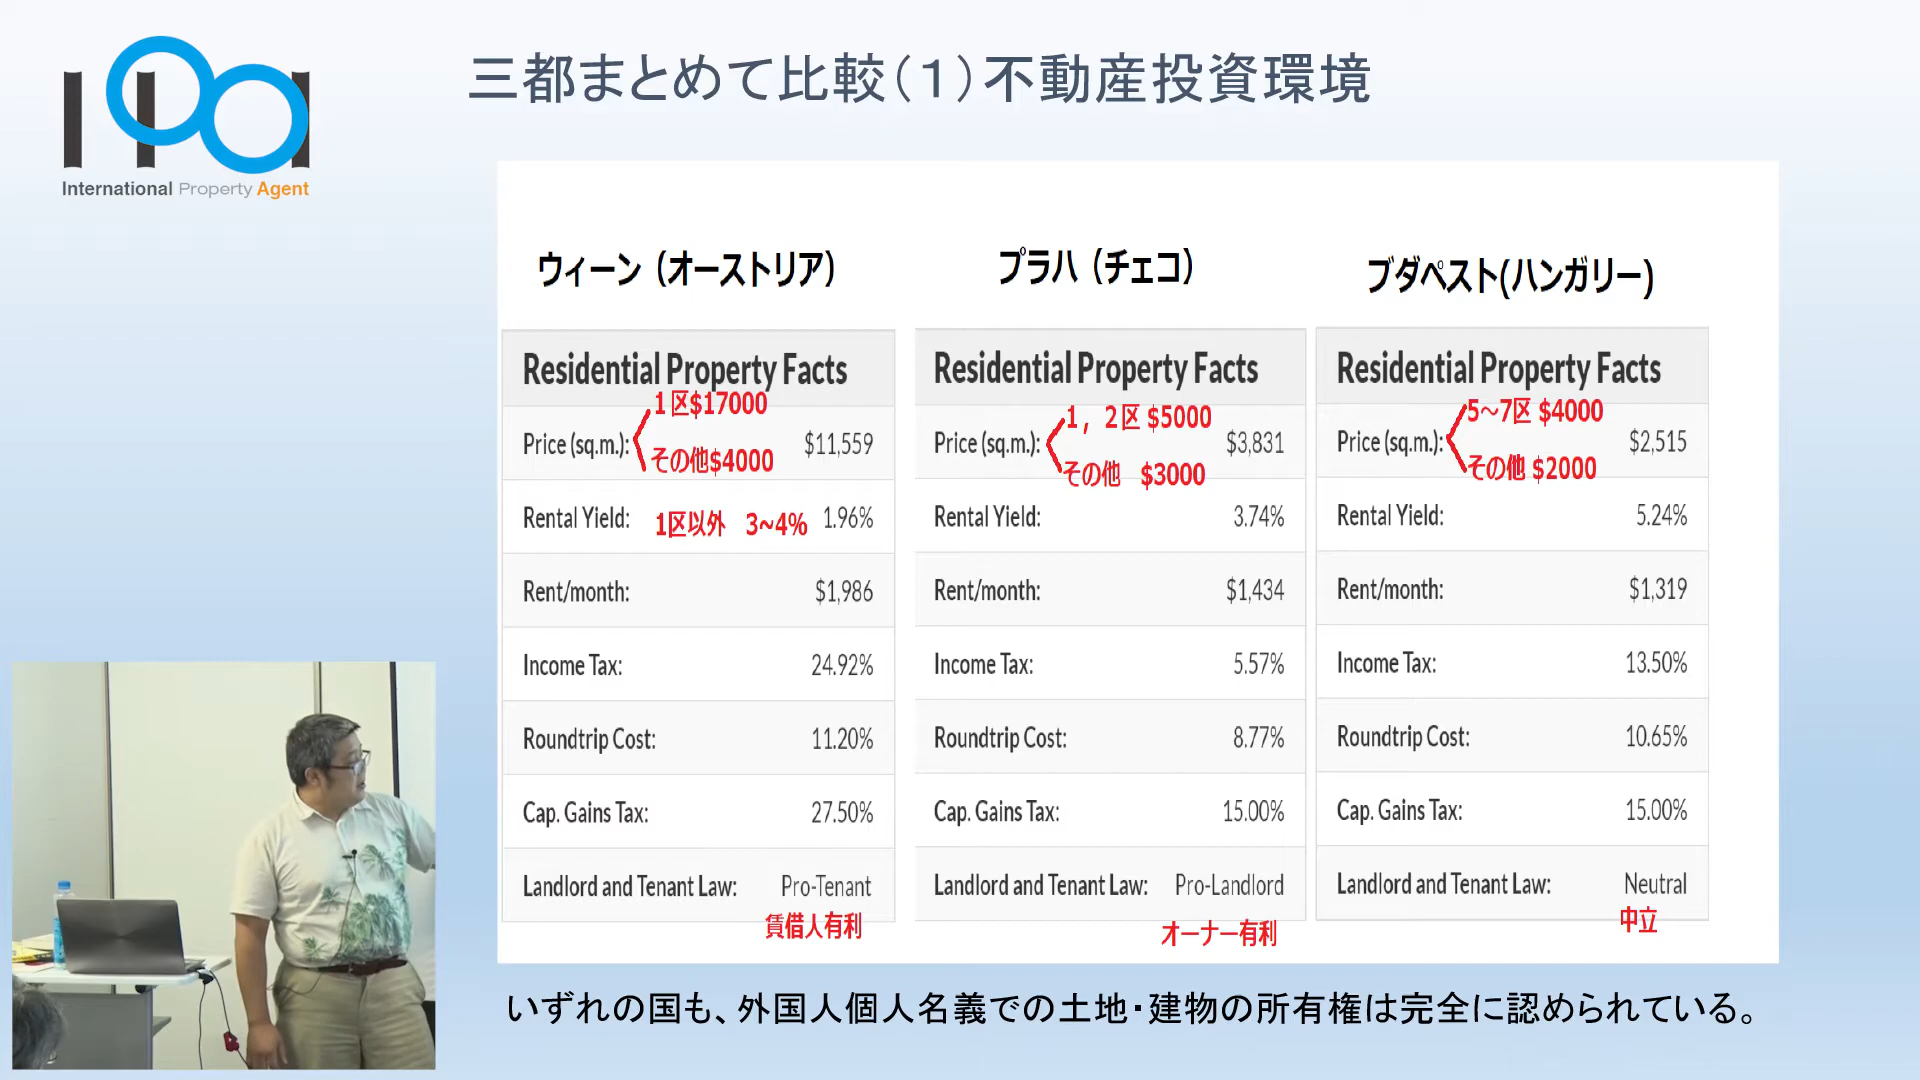 International Property Agent
三都まとめて比較（１）不動産投資環境
ウィーン（オーストリア）
Residential Property Facts
1区$17000
Price (sq.m.): $11,559
その他$4000
Rental Yield: 1区以外 3~4% 1.96%
Rent/month: $1,986
Income Tax: 24.92%
Roundtrip Cost: 11.20%
Cap. Gains Tax: 27.50%
Landlord and Tenant Law: Pro-Tenant
賃借人有利
プラハ（チェコ）
Residential Property Facts
1，2区 $5000
Price (sq.m.): $3,831
その他 $3000
Rental Yield: 3.74%
Rent/month: $1,434
Income Tax: 5.57%
Roundtrip Cost: 8.77%
Cap. Gains Tax: 15.00%
Landlord and Tenant Law: Pro-Landlord
オーナー有利
ブダペスト(ハンガリー)
Residential Property Facts
5～7区 $4000
Price (sq.m.): $2,515
その他 $2000
Rental Yield: 5.24%
Rent/month: $1,319
Income Tax: 13.50%
Roundtrip Cost: 10.65%
Cap. Gains Tax: 15.00%
Landlord and Tenant Law: Neutral
中立
いずれの国も、外国人個人名義での土地・建物の所有権は完全に認められている。